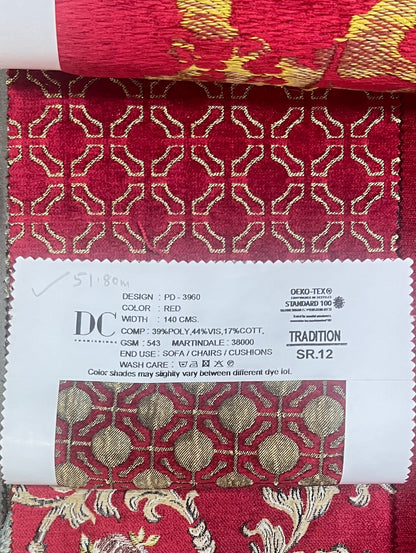 ✓ 51.80m
DESIGN : PD - 3960
COLOR : RED
WIDTH : 140 CMS.
COMP : 39%POLY,44%VIS,17%COTT,
GSM : 543 MARTINDALE : 38000
END USE : SOFA / CHAIRS / CUSHIONS
WASH CARE :
Color shades may slighty vary between different dye lot.
DC
FURNISHINGS
OEKO-TEX®
STANDARD 100
TRADITION
SR.12